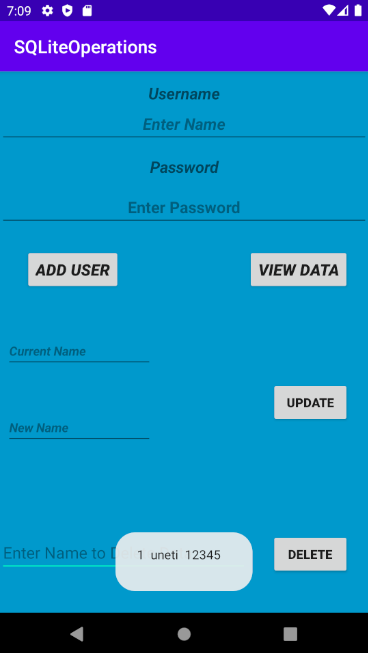 7:09
SQLiteOperations
Username
Enter Name
Password
Enter Password
ADD USER
VIEW DATA
Current Name
UPDATE
New Name
Enter Name to D
1 uneti 12345
DELETE